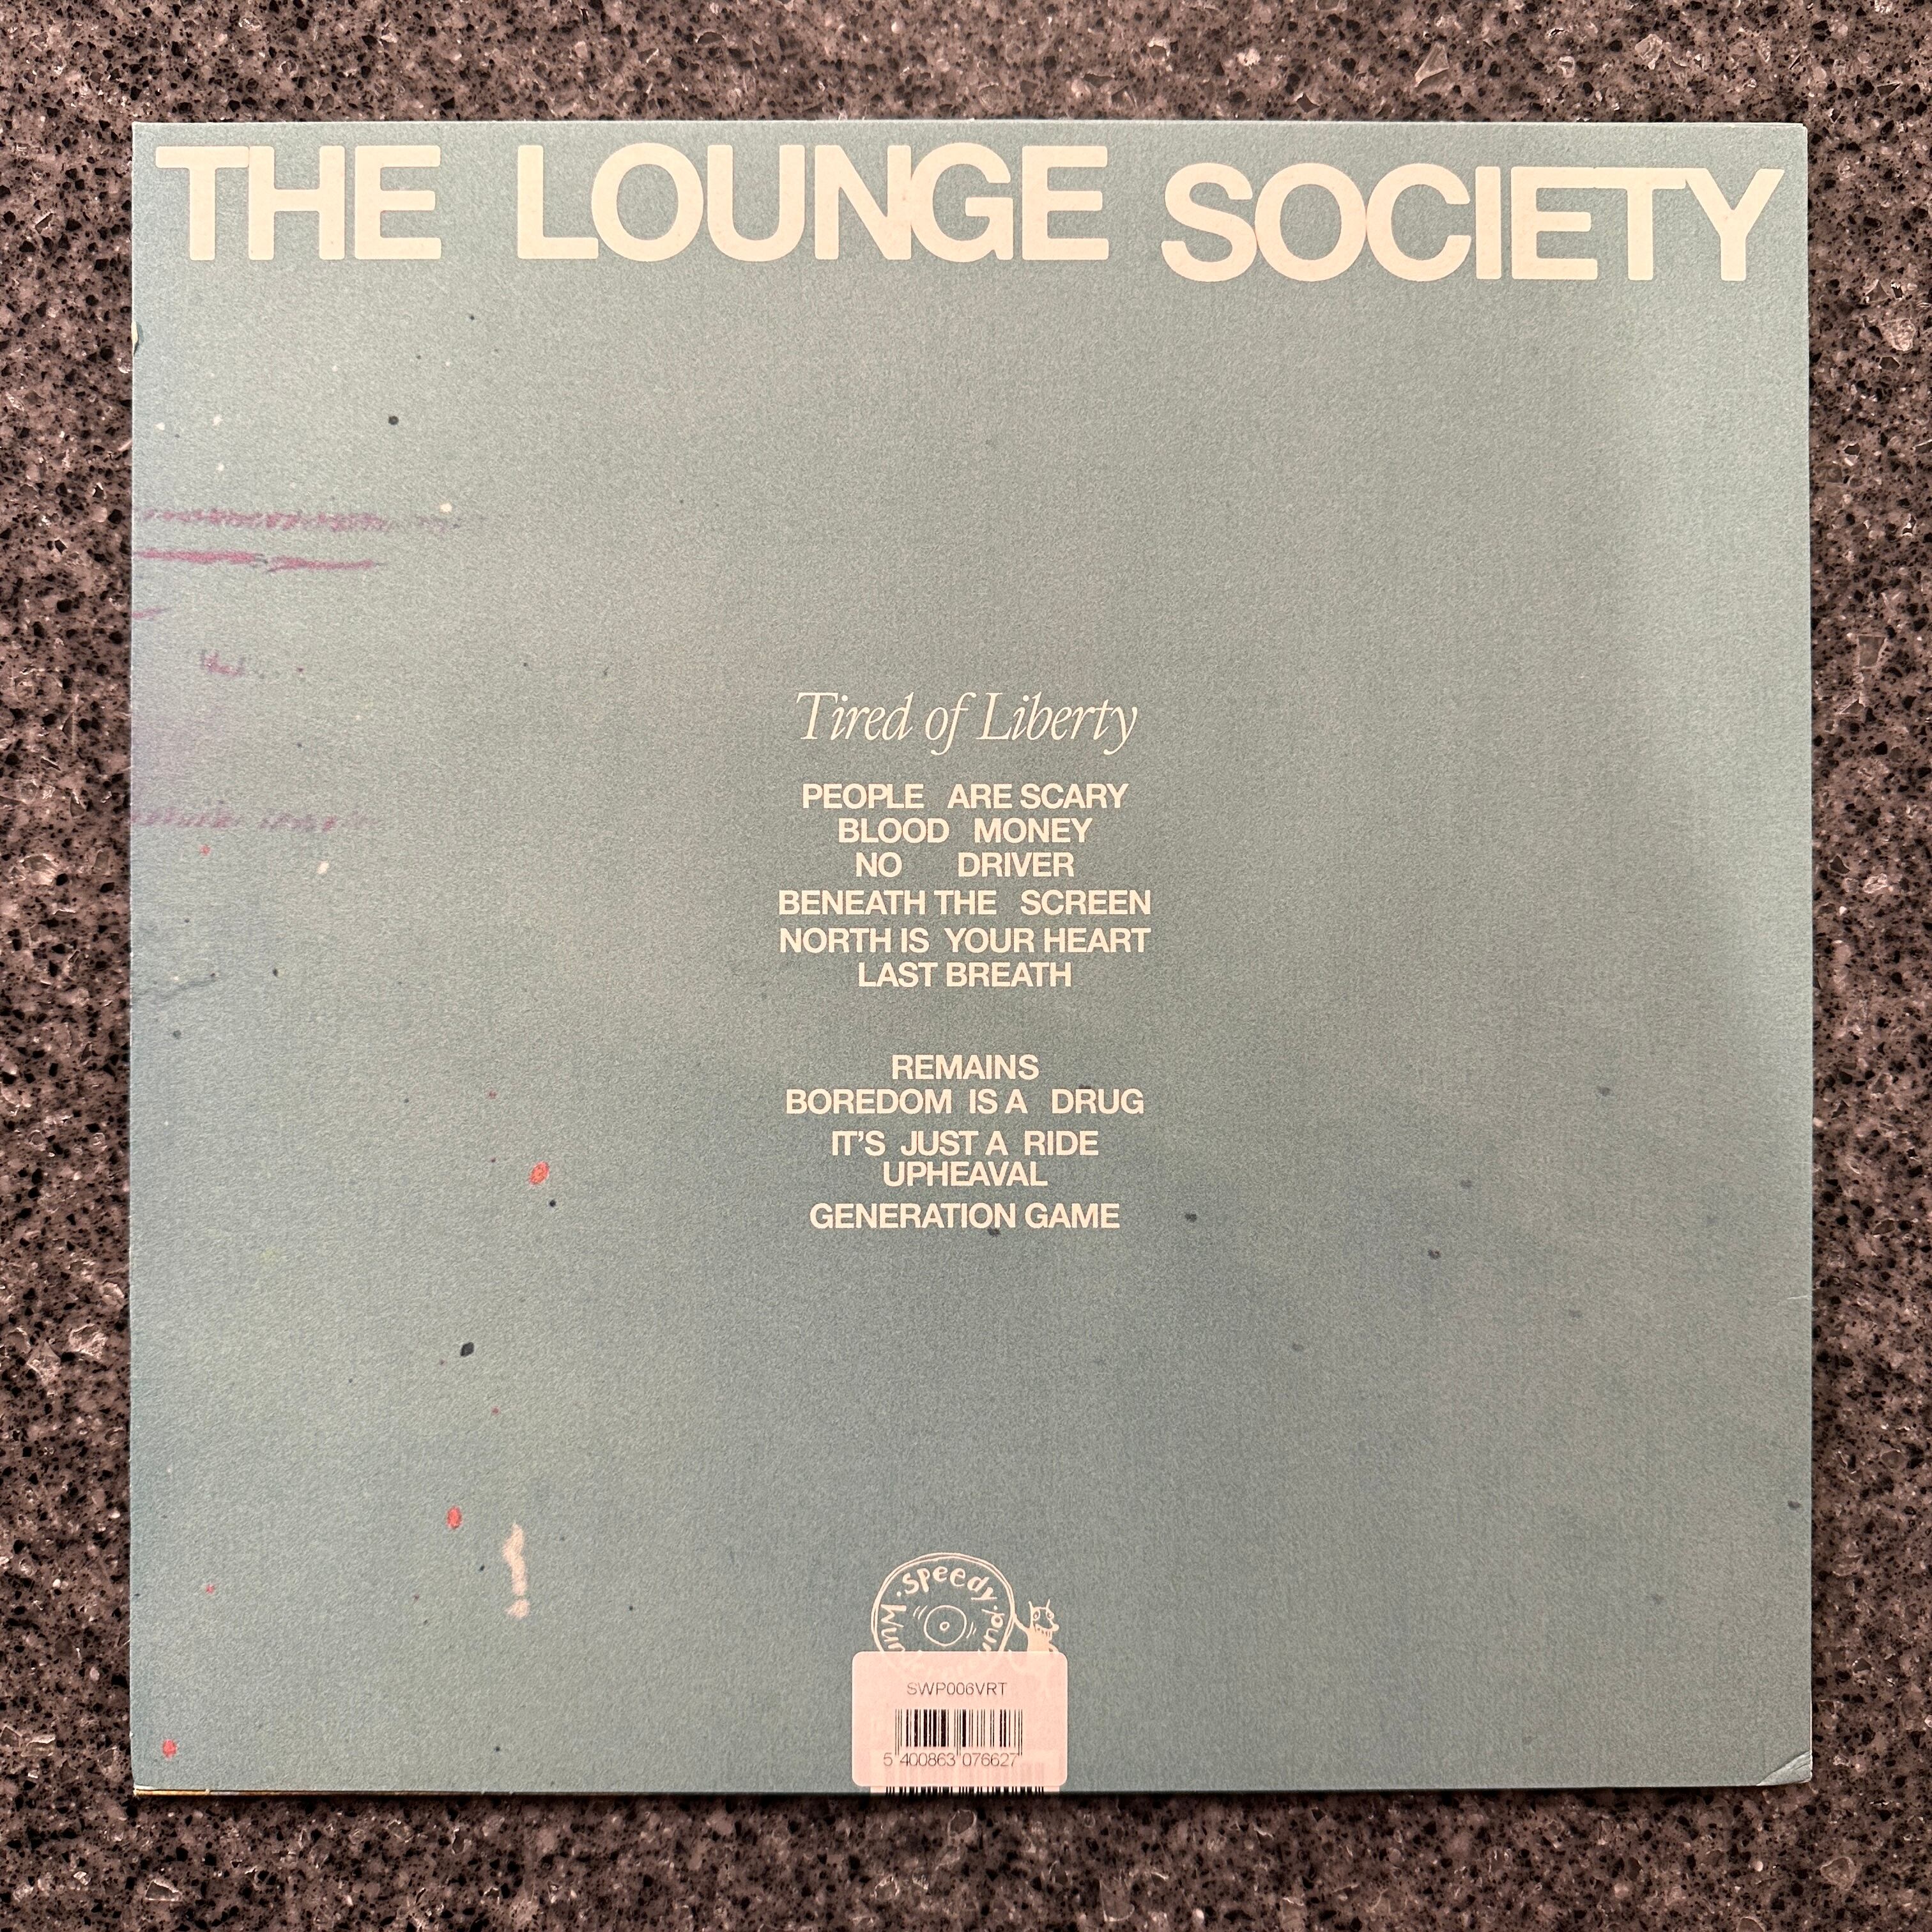 THE LOUNGE SOCIETY
Tired of Liberty
PEOPLE ARE SCARY
BLOOD MONEY
NO DRIVER
BENEATH THE SCREEN
NORTH IS YOUR HEART
LAST BREATH
REMAINS
BOREDOM IS A DRUG
IT'S JUST A RIDE
UPHEAVAL
GENERATION GAME
Speedy
SWP006VRT
5 400863 076627